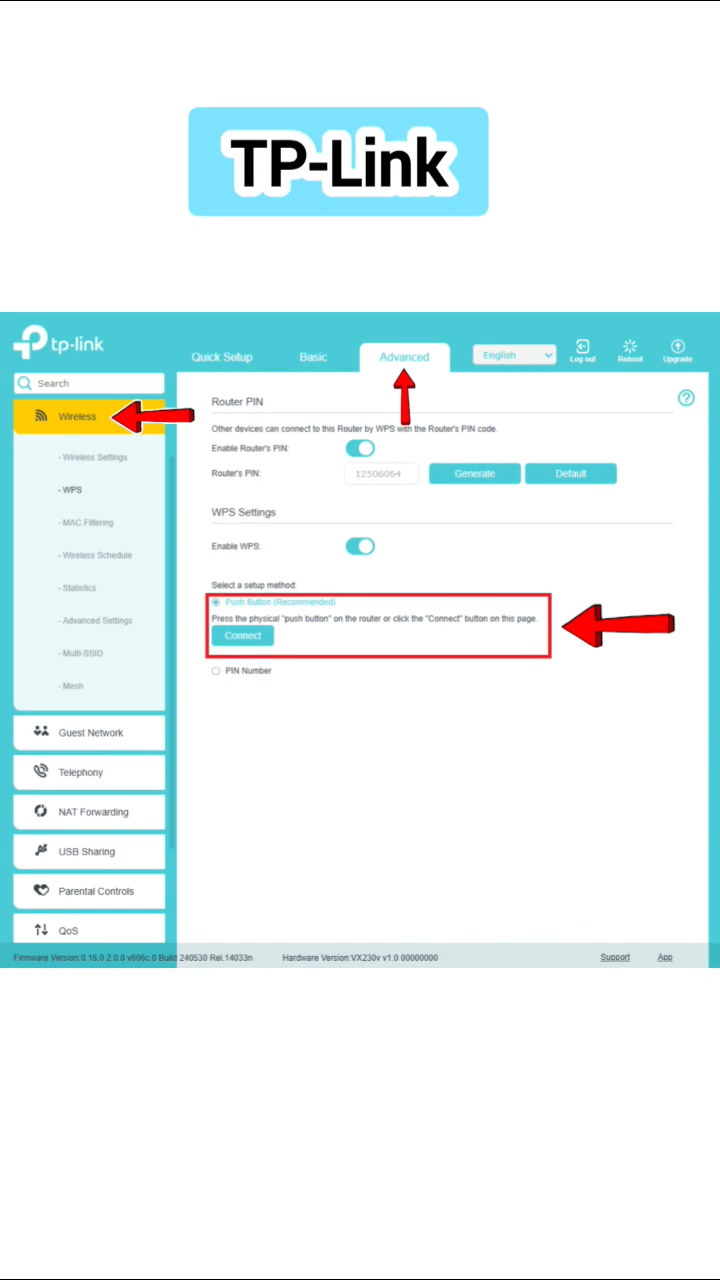 TP-Link
tp-link
Quick Setup
Basic
Advanced
English
Log out
Reboot
Upgrade
Search
Wireless
- Wireless Settings
- WPS
- MAC Filtering
- Wireless Schedule
- Statistics
- Advanced Settings
- Multi-SSID
- Mesh
Guest Network
Telephony
NAT Forwarding
USB Sharing
Parental Controls
QoS
Router PIN
Other devices can connect to this Router by WPS with the Router's PIN code.
Enable Router's PIN:
Router's PIN: 12506064 Generate Default
WPS Settings
Enable WPS:
Select a setup method:
Push Button (Recommended)
Press the physical "push button" on the router or click the "Connect" button on this page.
Connect
PIN Number
Firmware Version:0.16.0 2.0.0 v606c.0 Build 240530 Rel.14033n Hardware Version:VX230v v1.0 00000000 Support App